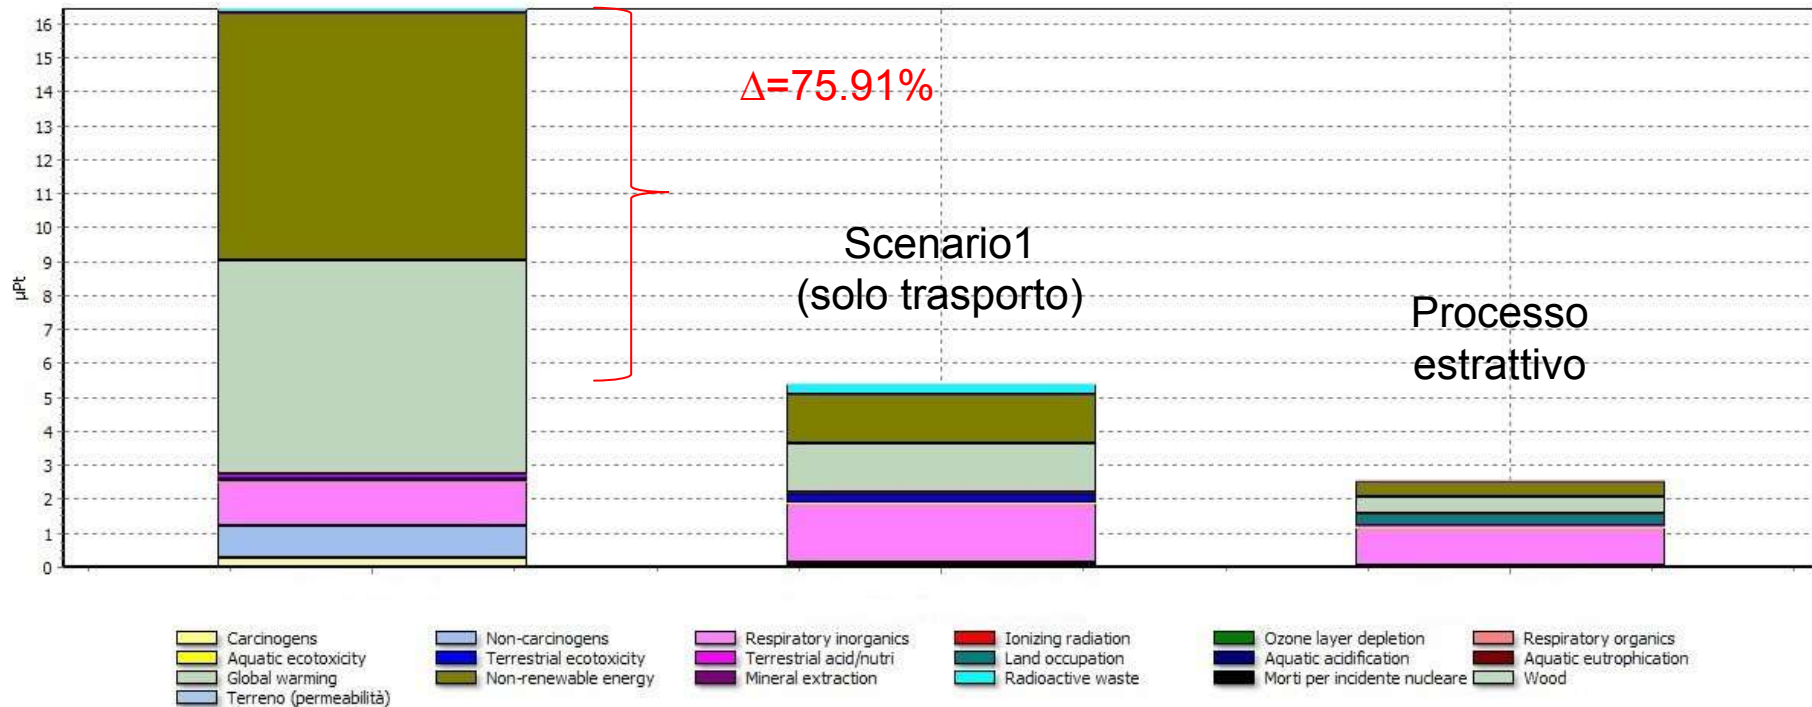 16
15
14
13
12
11
10
9
8
7
6
5
4
3
2
1
0
µPt
Δ=75.91%
Scenario1
(solo trasporto)
Processo
estrattivo
Carcinogens
Non-carcinogens
Respiratory inorganics
Ionizing radiation
Ozone layer depletion
Respiratory organics
Aquatic ecotoxicity
Terrestrial ecotoxicity
Terrestrial acid/nutri
Land occupation
Aquatic acidification
Aquatic eutrophication
Global warming
Non-renewable energy
Mineral extraction
Radioactive waste
Morti per incidente nucleare
Wood
Terreno (permeabilità)